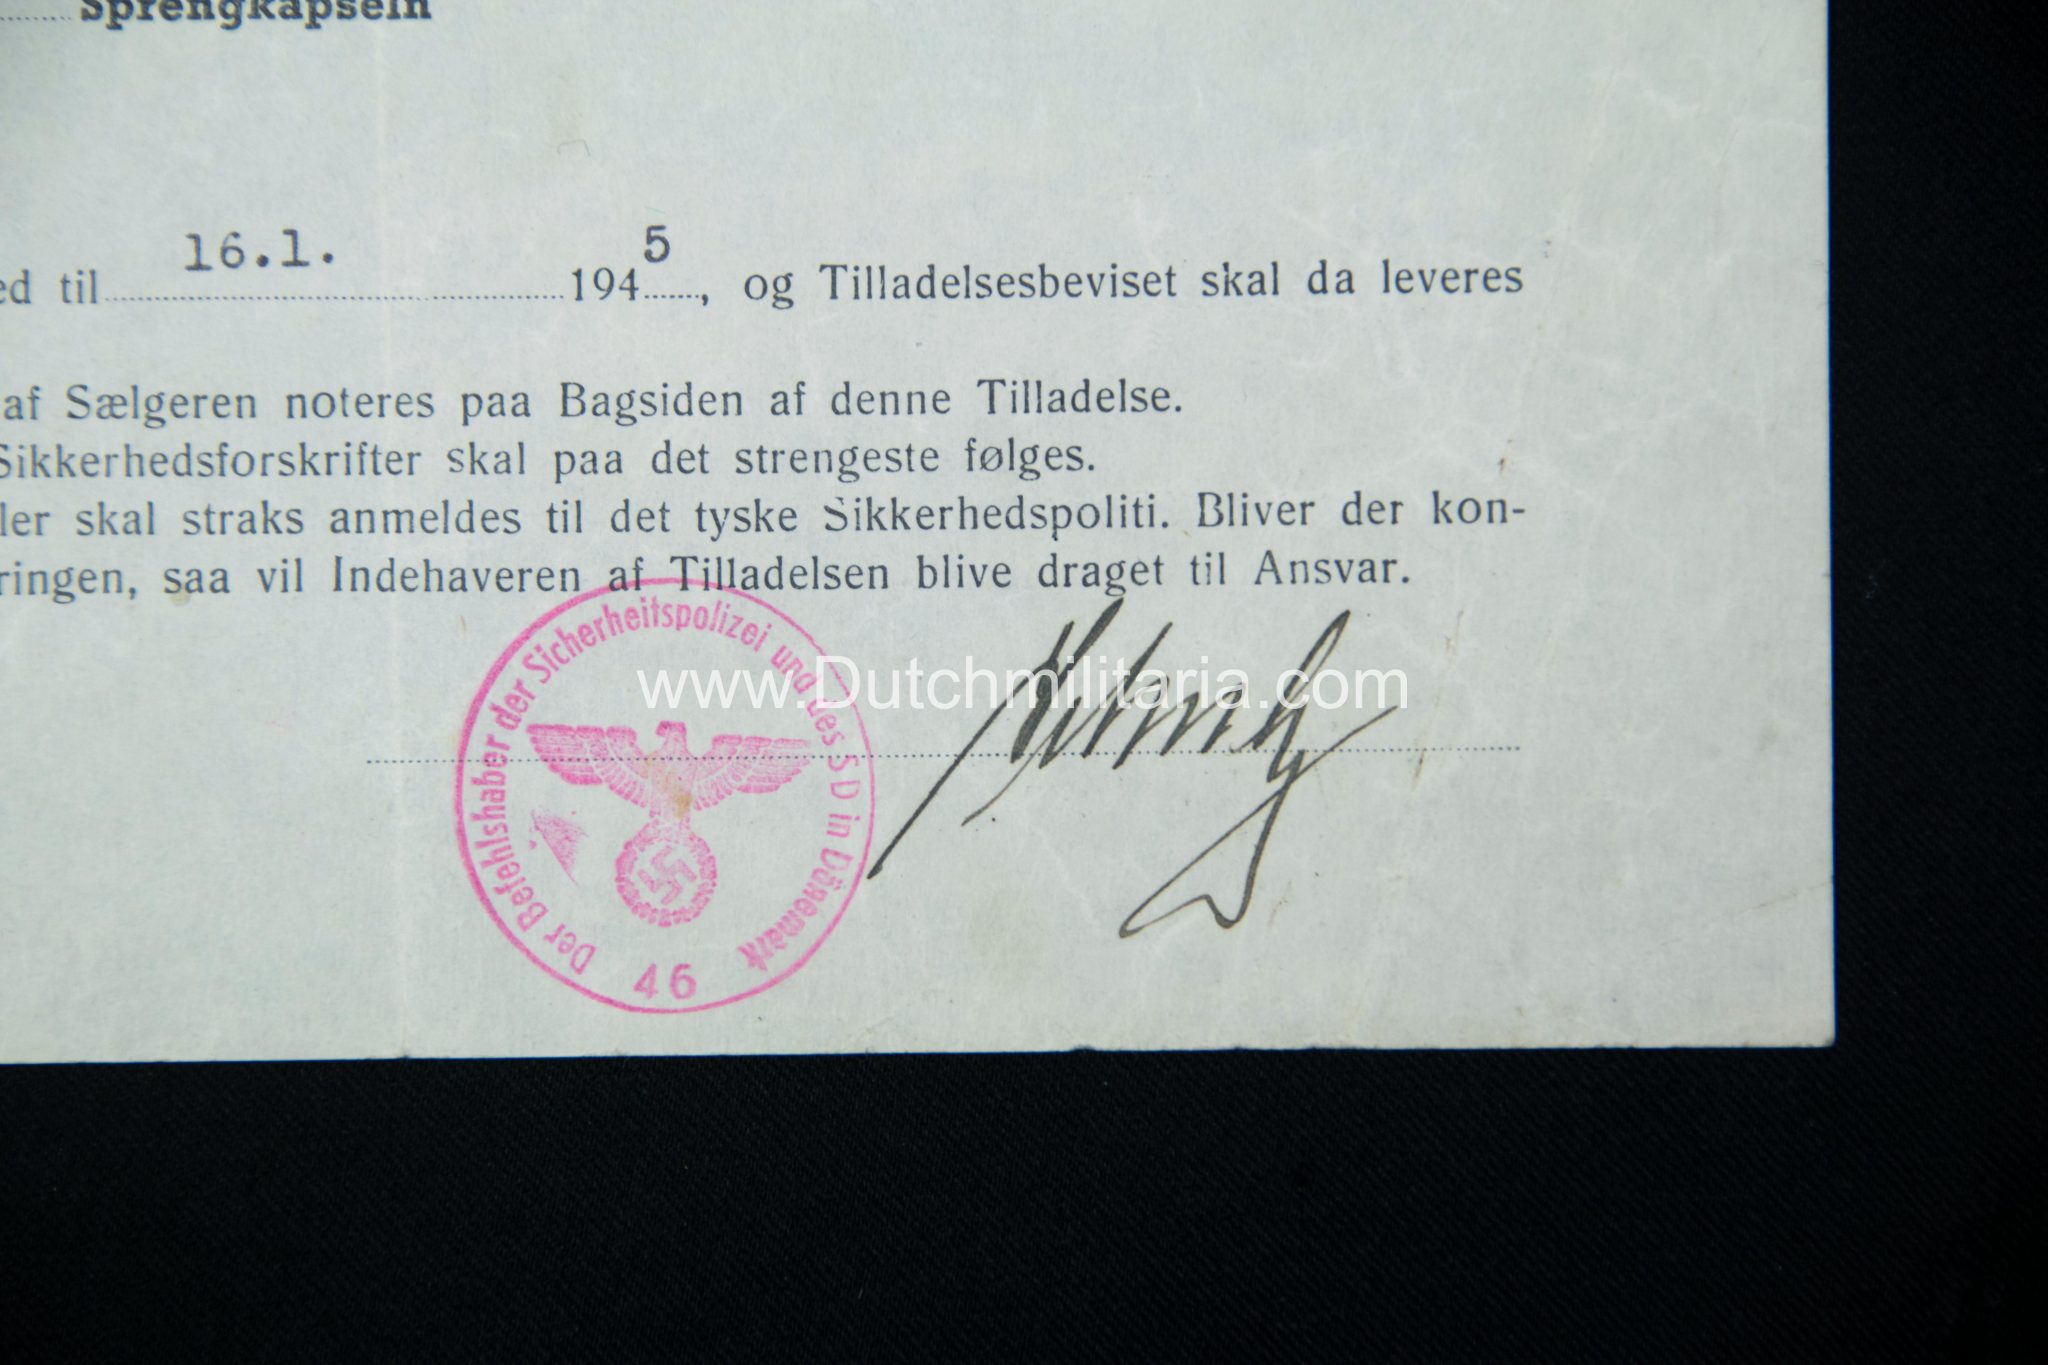 Sprengkapseln
ed til 16.1. 1945, og Tilladelsesbeviset skal da leveres
af Sælgeren noteres paa Bagsiden af denne Tilladelse.
Sikkerhedsforskrifter skal paa det strengeste følges.
ler skal straks anmeldes til det tyske Sikkerhedspoliti. Bliver der kon-
ringen, saa vil Indehaveren af Tilladelsen blive draget til Ansvar.
Der Befehlshaber der Sicherheitspolizei und des SD in Dänemark
46
www.Dutchmilitaria.com